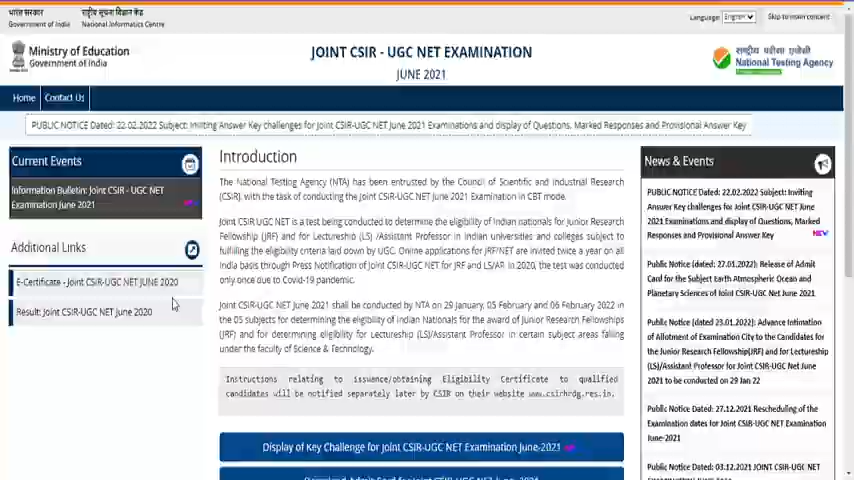 भारत सरकार
Government of India
राष्ट्रीय सूचना विज्ञान केंद्र
National Informatics Centre
Language English
Skip to main content
Ministry of Education
Government of India
JOINT CSIR - UGC NET EXAMINATION
JUNE 2021
राष्ट्रीय परीक्षा एजेंसी
National Testing Agency
Home Contact Us
PUBLIC NOTICE Dated: 22.02.2022 Subject: Inviting Answer Key challenges for Joint CSIR-UGC NET June 2021 Examinations and display of Questions, Marked Responses and Provisional Answer Key
Current Events
Information Bulletin: Joint CSIR - UGC NET
Examination June 2021
Additional Links
E-Certificate - Joint CSIR-UGC NET JUNE 2020
Result: Joint CSIR-UGC NET June 2020
Introduction
The National Testing Agency (NTA) has been entrusted by the Council of Scientific and Industrial Research
(CSIR), with the task of conducting the Joint CSIR-UGC NET June 2021 Examination in CBT mode.
Joint CSIR UGC NET is a test being conducted to determine the eligibility of Indian nationals for Junior Research
Fellowship (JRF) and for Lectureship (LS) /Assistant Professor in Indian universities and colleges subject to
fulfilling the eligibility criteria laid down by UGC. Online applications for JRF/NET are invited twice a year on all
India basis through Press Notification of Joint CSIR-UGC NET for JRF and LS/AP. In 2020, the test was conducted
only once due to Covid-19 pandemic.
Joint CSIR-UGC NET June 2021 shall be conducted by NTA on 29 January, 05 February and 06 February 2022 in
the 05 subjects for determining the eligibility of Indian Nationals for the award of Junior Research Fellowships
(JRF) and for determining eligibility for Lectureship (LS)/Assistant Professor in certain subject areas falling
under the faculty of Science & Technology.
Instructions relating to issuance/obtaining Eligibility Certificate to qualified
candidates will be notified separately later by CSIR on their website www.csirhrdg.res.in.
Display of Key Challenge for Joint CSIR-UGC NET Examination June-2021
News & Events
PUBLIC NOTICE Dated: 22.02.2022 Subject: Inviting
Answer Key challenges for Joint CSIR-UGC NET June
2021 Examinations and display of Questions, Marked
Responses and Provisional Answer Key NEW
Public Notice (dated: 27.01.2022): Release of Admit
Card for the Subject Earth Atmospheric Ocean and
Planetary Sciences of Joint CSIR-UGC Net June 2021
Public Notice (dated 23.01.2022): Advance Intimation
of Allotment of Examination City to the Candidates for
the Junior Research Fellowship(JRF) and for Lectureship
(LS)/Assistant Professor for Joint CSIR-UGC NET June
2021 to be conducted on 29 Jan 22
Public Notice Dated: 27.12.2021 Rescheduling of the
Examination dates for Joint CSIR-UGC NET Examination
June-2021
Public Notice Dated: 03.12.2021 JOINT CSIR-UGC NET